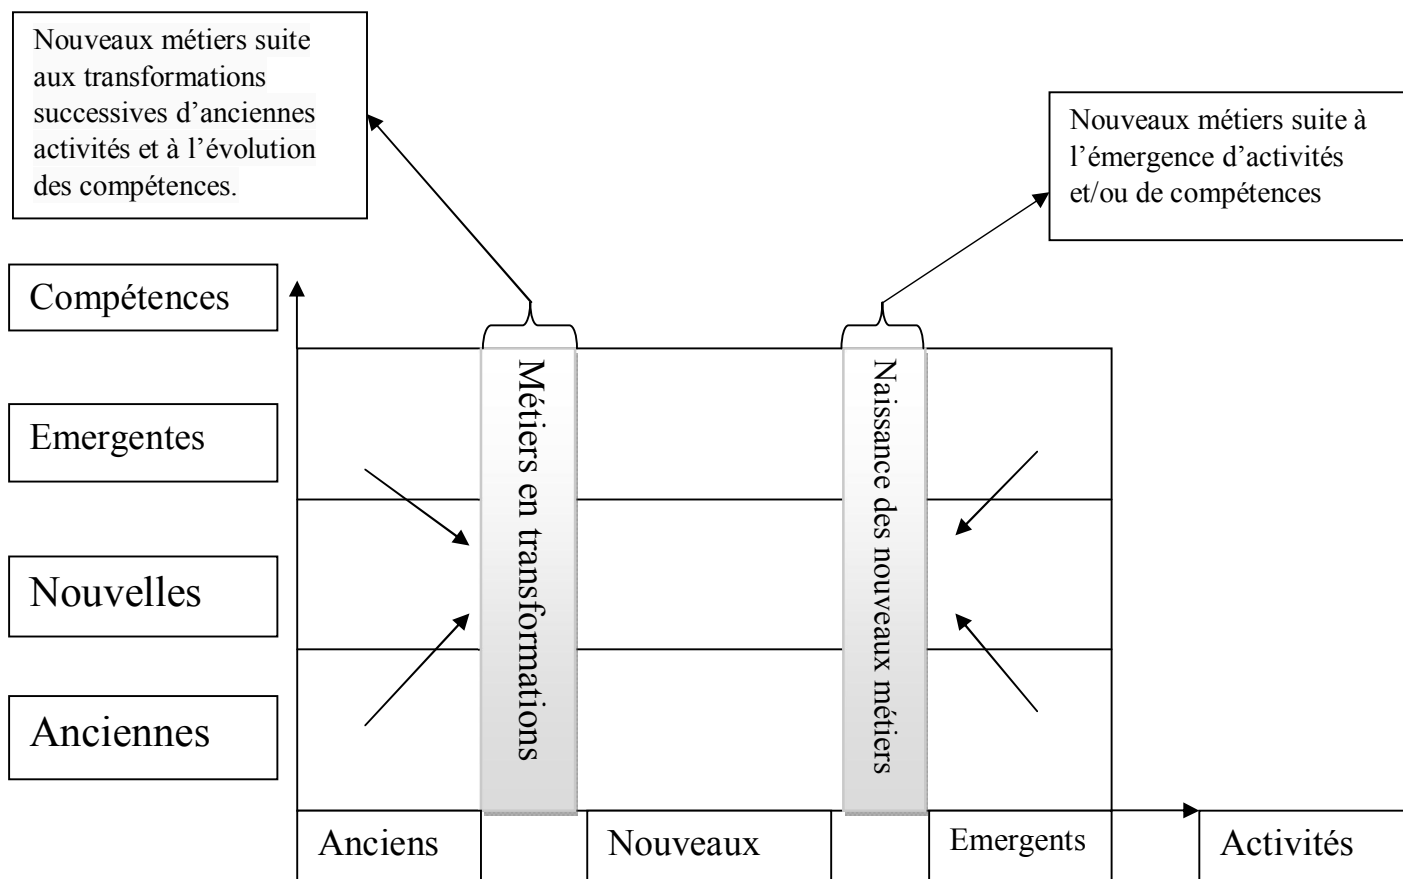 Nouveaux métiers suite
aux transformations
successives d’anciennes
activités et à l’évolution
des compétences.
Nouveaux métiers suite à
l’émergence d’activités
et/ou de compétences
Compétences
Emergentes
Nouvelles
Anciennes
Métiers en transformations
Naissance des nouveaux métiers
Anciens
Nouveaux
Emergents
Activités